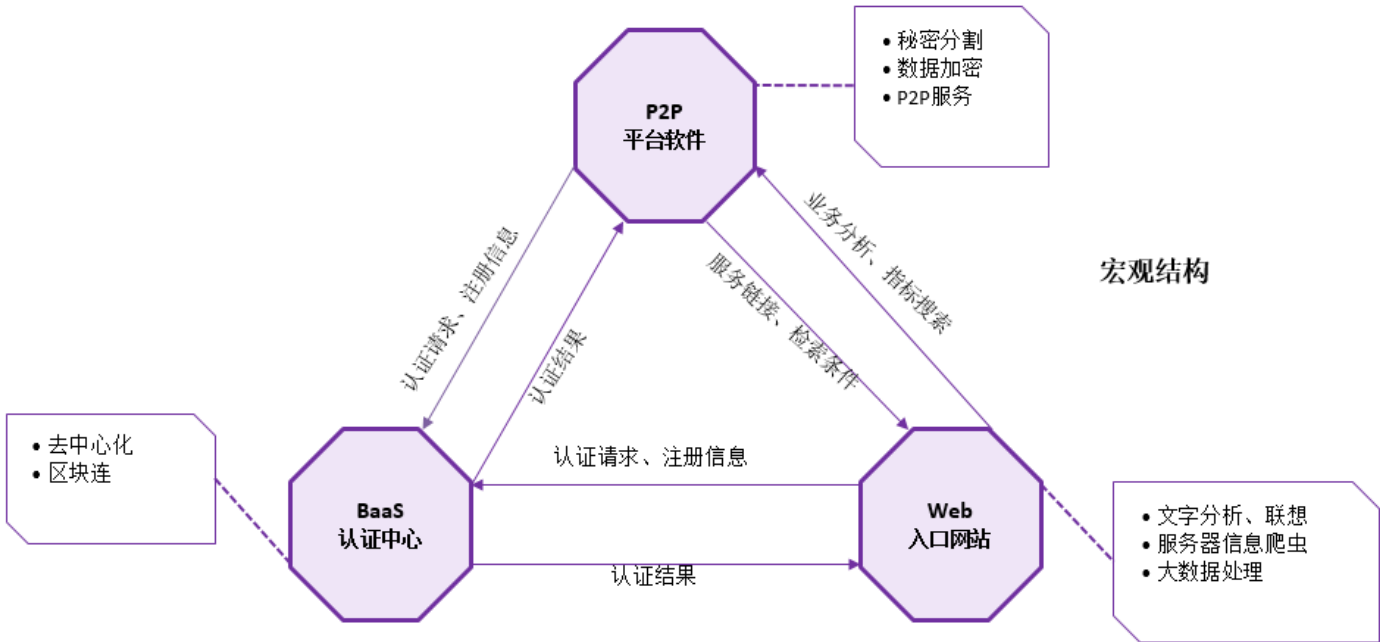 • 秘密分割
• 数据加密
• P2P服务
P2P
平台软件
业务分析、指标搜索
宏观结构
认证请求、注册信息
认证结果
服务链接、检索条件
• 去中心化
• 区块连
认证请求、注册信息
BaaS
认证中心
Web
入口网站
认证结果
• 文字分析、联想
• 服务器信息爬虫
• 大数据处理